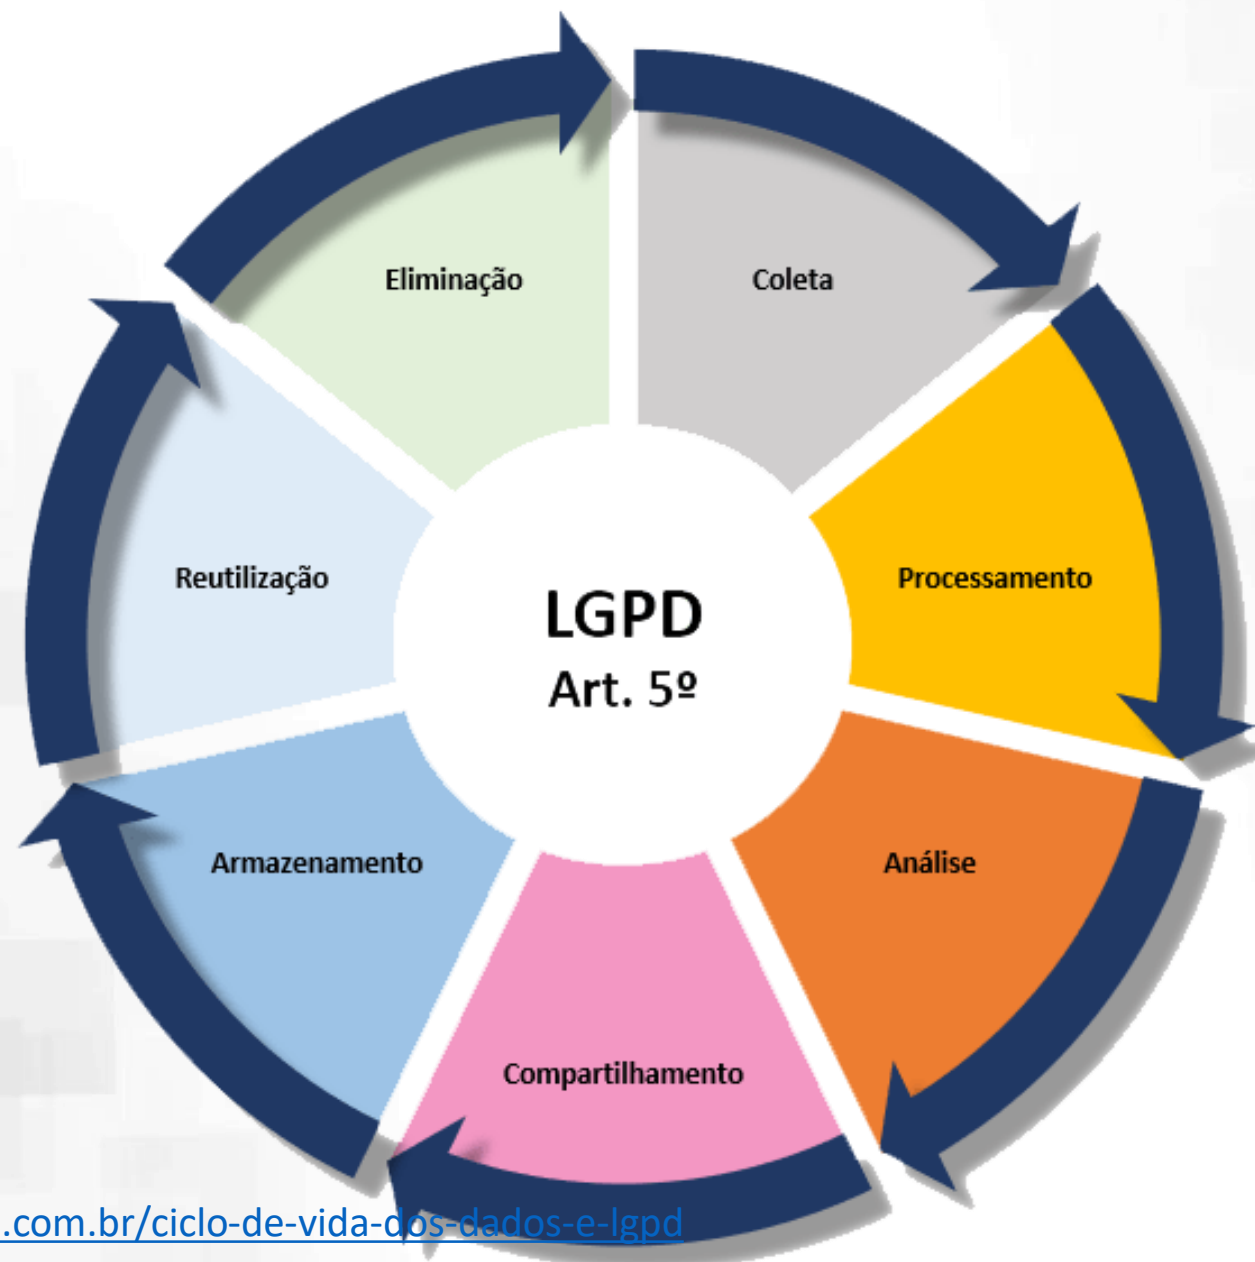 Eliminação
Coleta
Reutilização
Processamento
LGPD
Art. 5º
Armazenamento
Análise
Compartilhamento
.com.br/ciclo-de-vida-dos-dados-e-lgpd